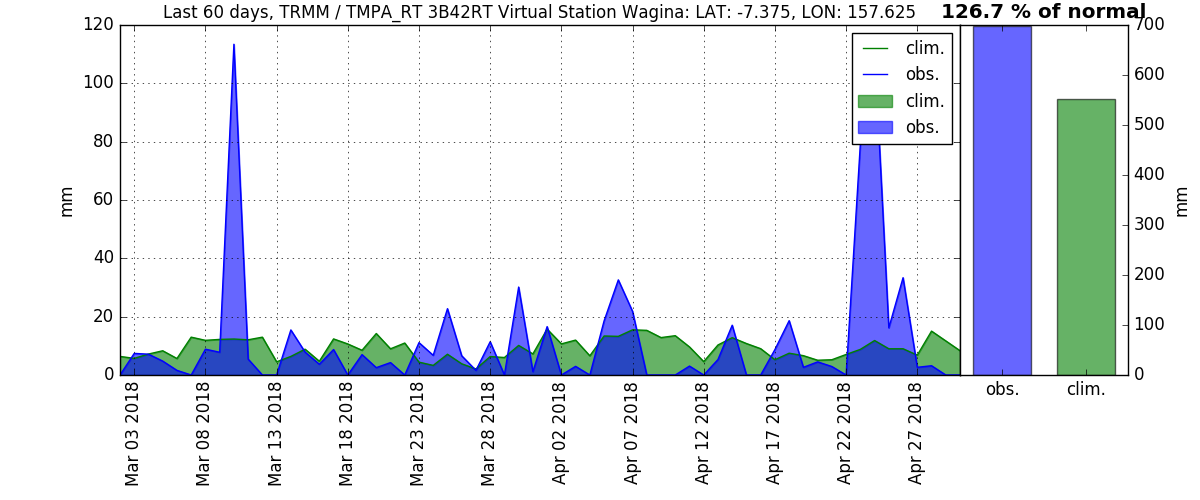 Last 60 days, TRMM / TMPA_RT 3B42RT Virtual Station Wagina: LAT: -7.375, LON: 157.625
126.7 % of normal
120
100
80
60
40
20
0
mm
clim.
obs.
clim.
obs.
700
600
500
400
300
200
100
0
mm
obs.
clim.
Mar 03 2018
Mar 08 2018
Mar 13 2018
Mar 18 2018
Mar 23 2018
Mar 28 2018
Apr 02 2018
Apr 07 2018
Apr 12 2018
Apr 17 2018
Apr 22 2018
Apr 27 2018